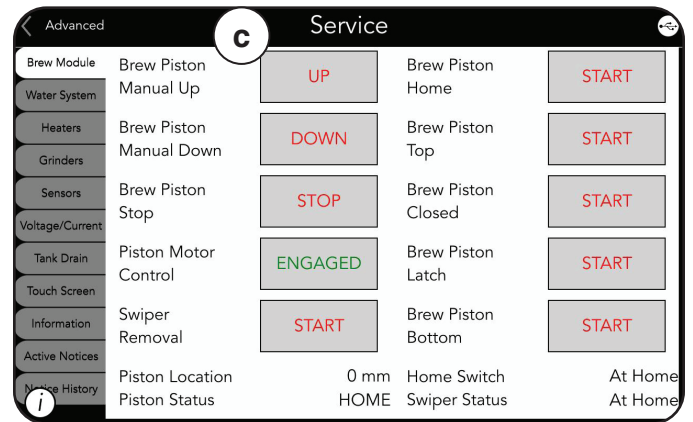 Advanced
C
Service
Brew Module
Water System
Heaters
Grinders
Sensors
Voltage/Current
Tank Drain
Touch Screen
Information
Active Notices
Notice History
i
Brew Piston
Manual Up
UP
Brew Piston
Home
START
Brew Piston
Manual Down
DOWN
Brew Piston
Top
START
Brew Piston
Stop
STOP
Brew Piston
Closed
START
Piston Motor
Control
ENGAGED
Brew Piston
Latch
START
Swiper
Removal
START
Brew Piston
Bottom
START
Piston Location 0 mm Home Switch At Home
Piston Status HOME Swiper Status At Home